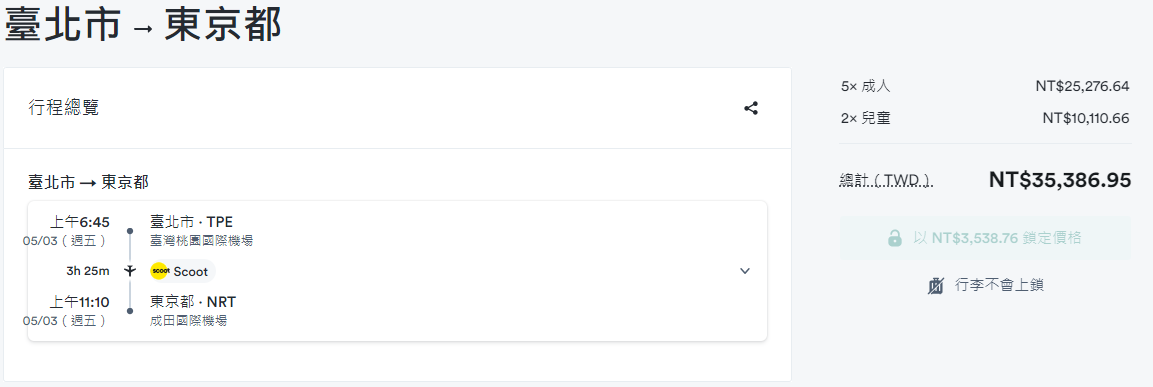 臺北市 → 東京都
行程總覽
臺北市 → 東京都
上午6:45
臺北市 · TPE
05/03 ( 週五 )
臺灣桃園國際機場
3h 25m
scoot Scoot
上午11:10
東京都 · NRT
05/03 ( 週五 )
成田國際機場
5× 成人 NT$25,276.64
2× 兒童 NT$10,110.66
總計 ( TWD ) NT$35,386.95
以 NT$3,538.76 鎖定價格
行李不會上鎖